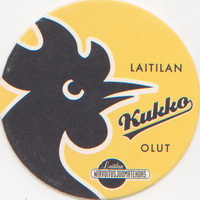 LAITILAN
Kukko
OLUT
Laitilan
WIRVOITUSJUOMATEHDAS